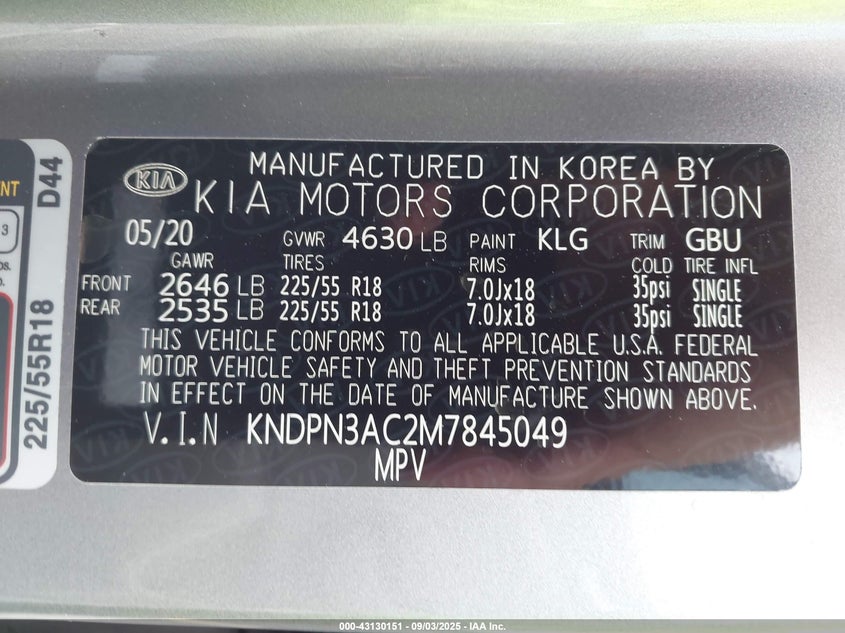 KIA
MANUFACTURED IN KOREA BY
KIA MOTORS CORPORATION
05/20 GVWR 4630 LB PAINT KLG TRIM GBU
GAWR TIRES RIMS COLD TIRE INFL
FRONT 2646 LB 225/55 R18 7.0Jx18 35psi SINGLE
REAR 2535 LB 225/55 R18 7.0Jx18 35psi SINGLE
THIS VEHICLE CONFORMS TO ALL APPLICABLE U.S.A. FEDERAL
MOTOR VEHICLE SAFETY AND THEFT PREVENTION STANDARDS
IN EFFECT ON THE DATE OF MANUFACTURE SHOWN ABOVE.
V.I.N KNDPN3AC2M7845049
MPV
225/55R18 D44
3
000-43130151 - 09/03/2025 - IAA Inc.